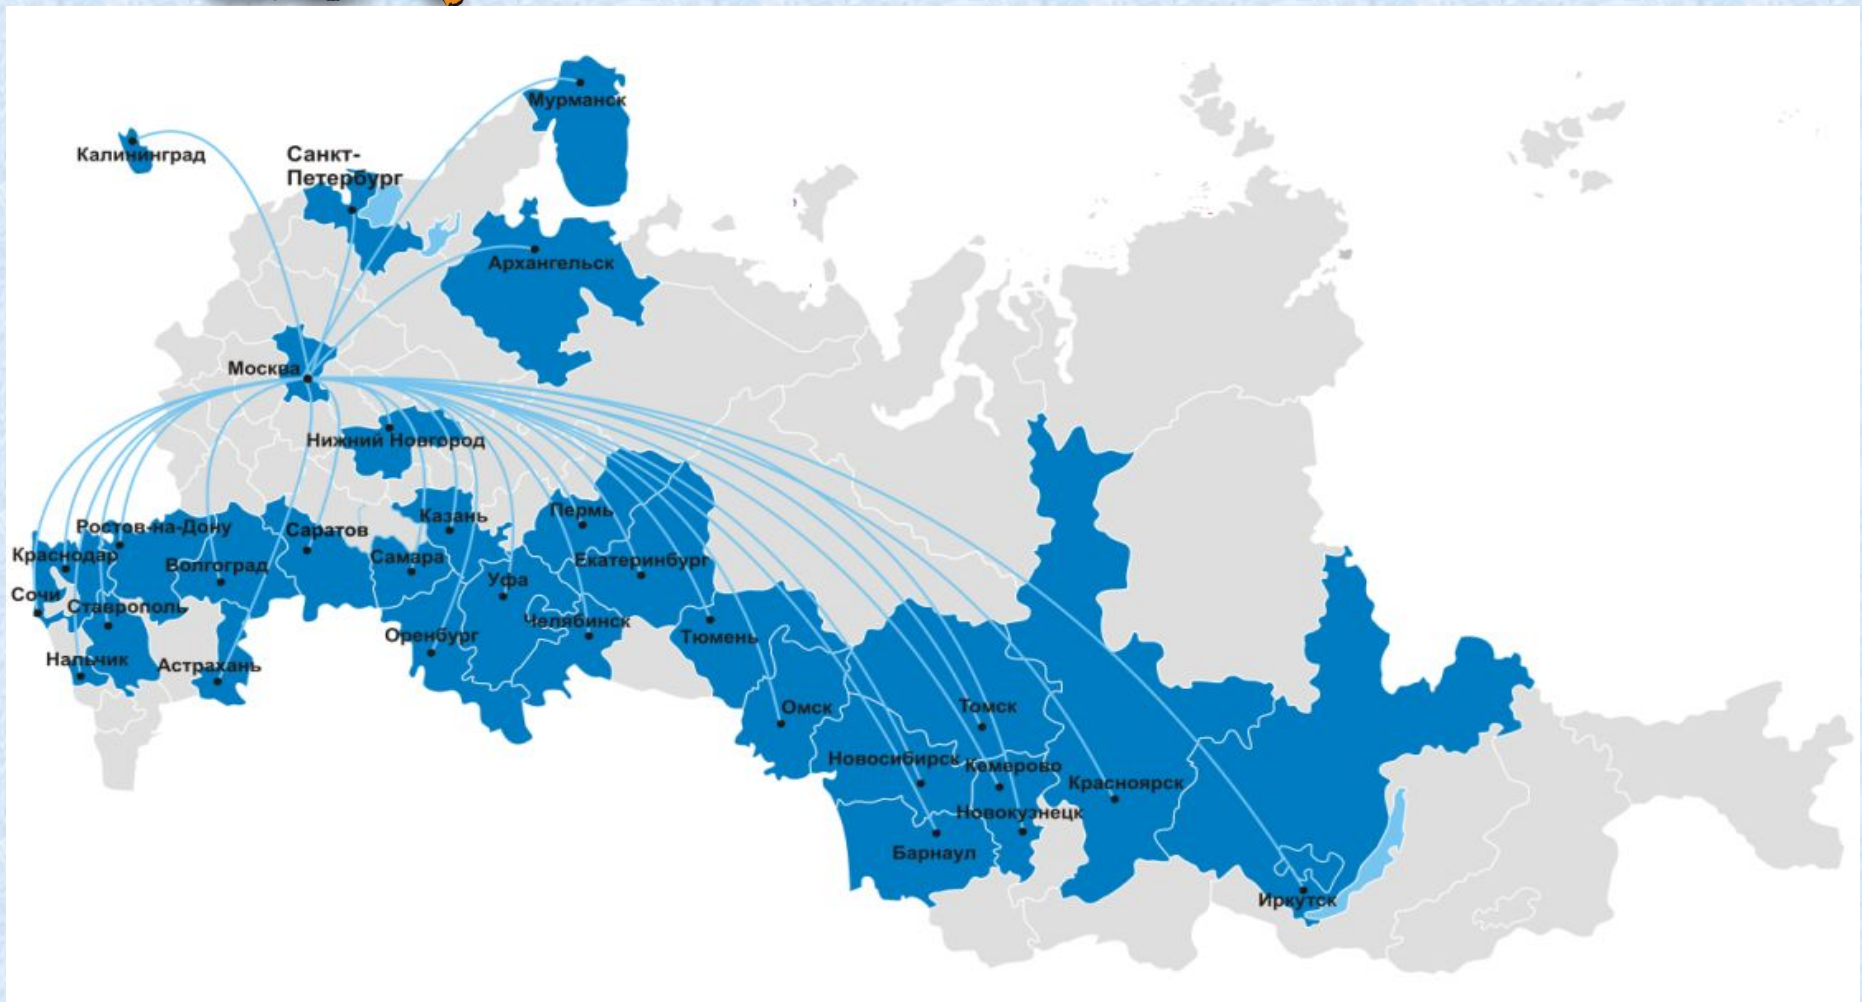 Мурманск
Калининград
Санкт-
Петербург
Архангельск
Москва
Нижний Новгород
Казань
Пермь
Ростов-на-Дону
Саратов
Краснодар
Самара
Екатеринбург
Волгоград
Уфа
Сочи
Ставрополь
Челябинск
Оренбург
Тюмень
Нальчик
Астрахань
Омск
Томск
Новосибирск
Кемерово
Красноярск
Новокузнецк
Барнаул
Иркутск